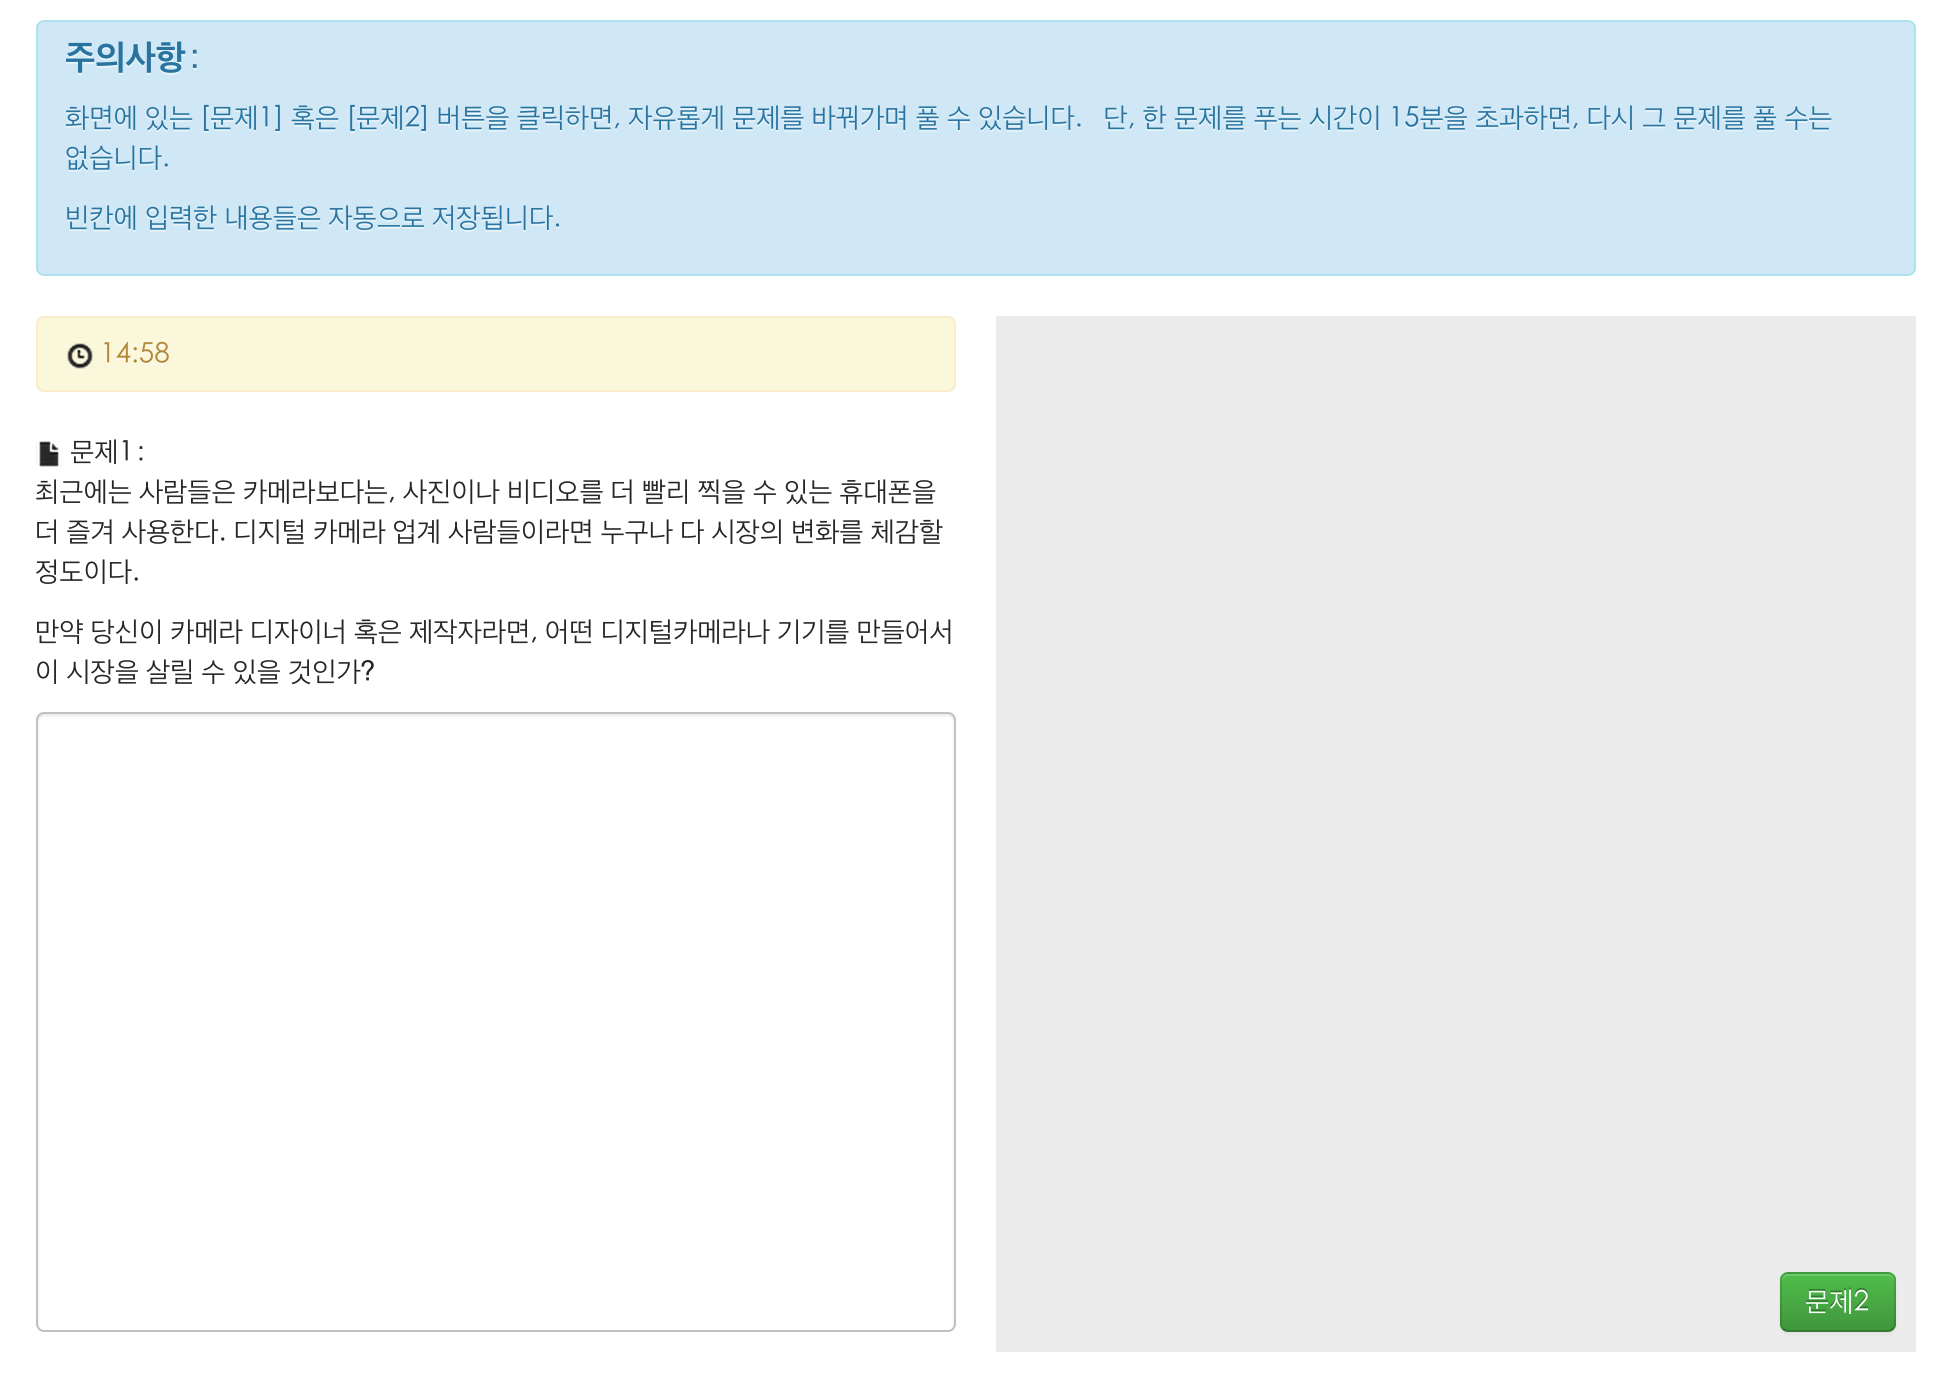 주의사항 :
화면에 있는 [문제1] 혹은 [문제2] 버튼을 클릭하면, 자유롭게 문제를 바꿔가며 풀 수 있습니다. 단, 한 문제를 푸는 시간이 15분을 초과하면, 다시 그 문제를 풀 수는
없습니다.
빈칸에 입력한 내용들은 자동으로 저장됩니다.
14:58
문제1 :
최근에는 사람들은 카메라보다는, 사진이나 비디오를 더 빨리 찍을 수 있는 휴대폰을
더 즐겨 사용한다. 디지털 카메라 업계 사람들이라면 누구나 다 시장의 변화를 체감할
정도이다.
만약 당신이 카메라 디자이너 혹은 제작자라면, 어떤 디지털카메라나 기기를 만들어서
이 시장을 살릴 수 있을 것인가?
문제2